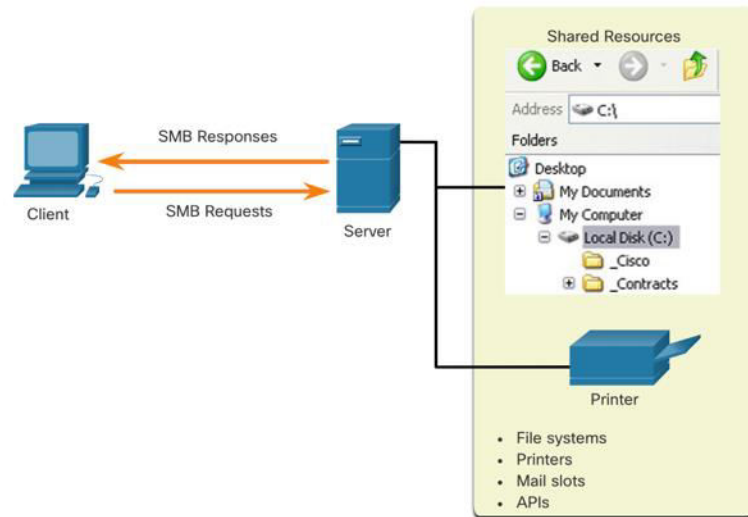 Shared Resources
Back
Address C:\
Folders
Desktop
My Documents
My Computer
Local Disk (C:)
_Cisco
_Contracts
SMB Responses
SMB Requests
Client
Server
Printer
• File systems
• Printers
• Mail slots
• APIs